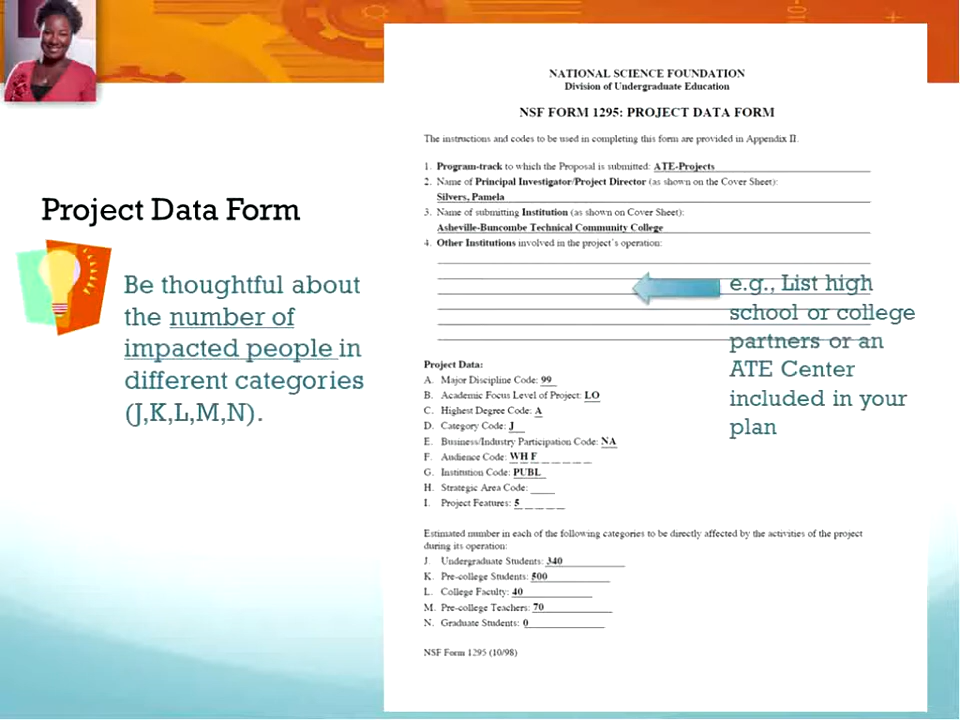 NATIONAL SCIENCE FOUNDATION
Division of Undergraduate Education
NSF FORM 1295: PROJECT DATA FORM
The instructions and codes to be used in completing this form are provided in Appendix II.
1. Program-track to which the Proposal is submitted: ATE-Projects
2. Name of Principal Investigator/Project Director (as shown on the Cover Sheet):
Silvers, Pamela
3. Name of submitting Institution (as shown on Cover Sheet):
Asheville-Buncombe Technical Community College
4. Other Institutions involved in the project's operation:
Project Data Form
Be thoughtful about
the number of
impacted people in
different categories
(J,K,L,M,N).
e.g., List high
school or college
partners or an
ATE Center
included in your
plan
Project Data:
A. Major Discipline Code: 99
B. Academic Focus Level of Project: LO
C. Highest Degree Code: A
D. Category Code: J
E. Business/Industry Participation Code: NA
F. Audience Code: WH F
G. Institution Code: PUBL
H. Strategic Area Code:
I. Project Features: 5
Estimated number in each of the following categories to be directly affected by the activities of the project
during its operation:
J. Undergraduate Students: 340
K. Pre-college Students: 500
L. College Faculty: 40
M. Pre-college Teachers: 70
N. Graduate Students: 0
NSF Form 1295 (10/98)